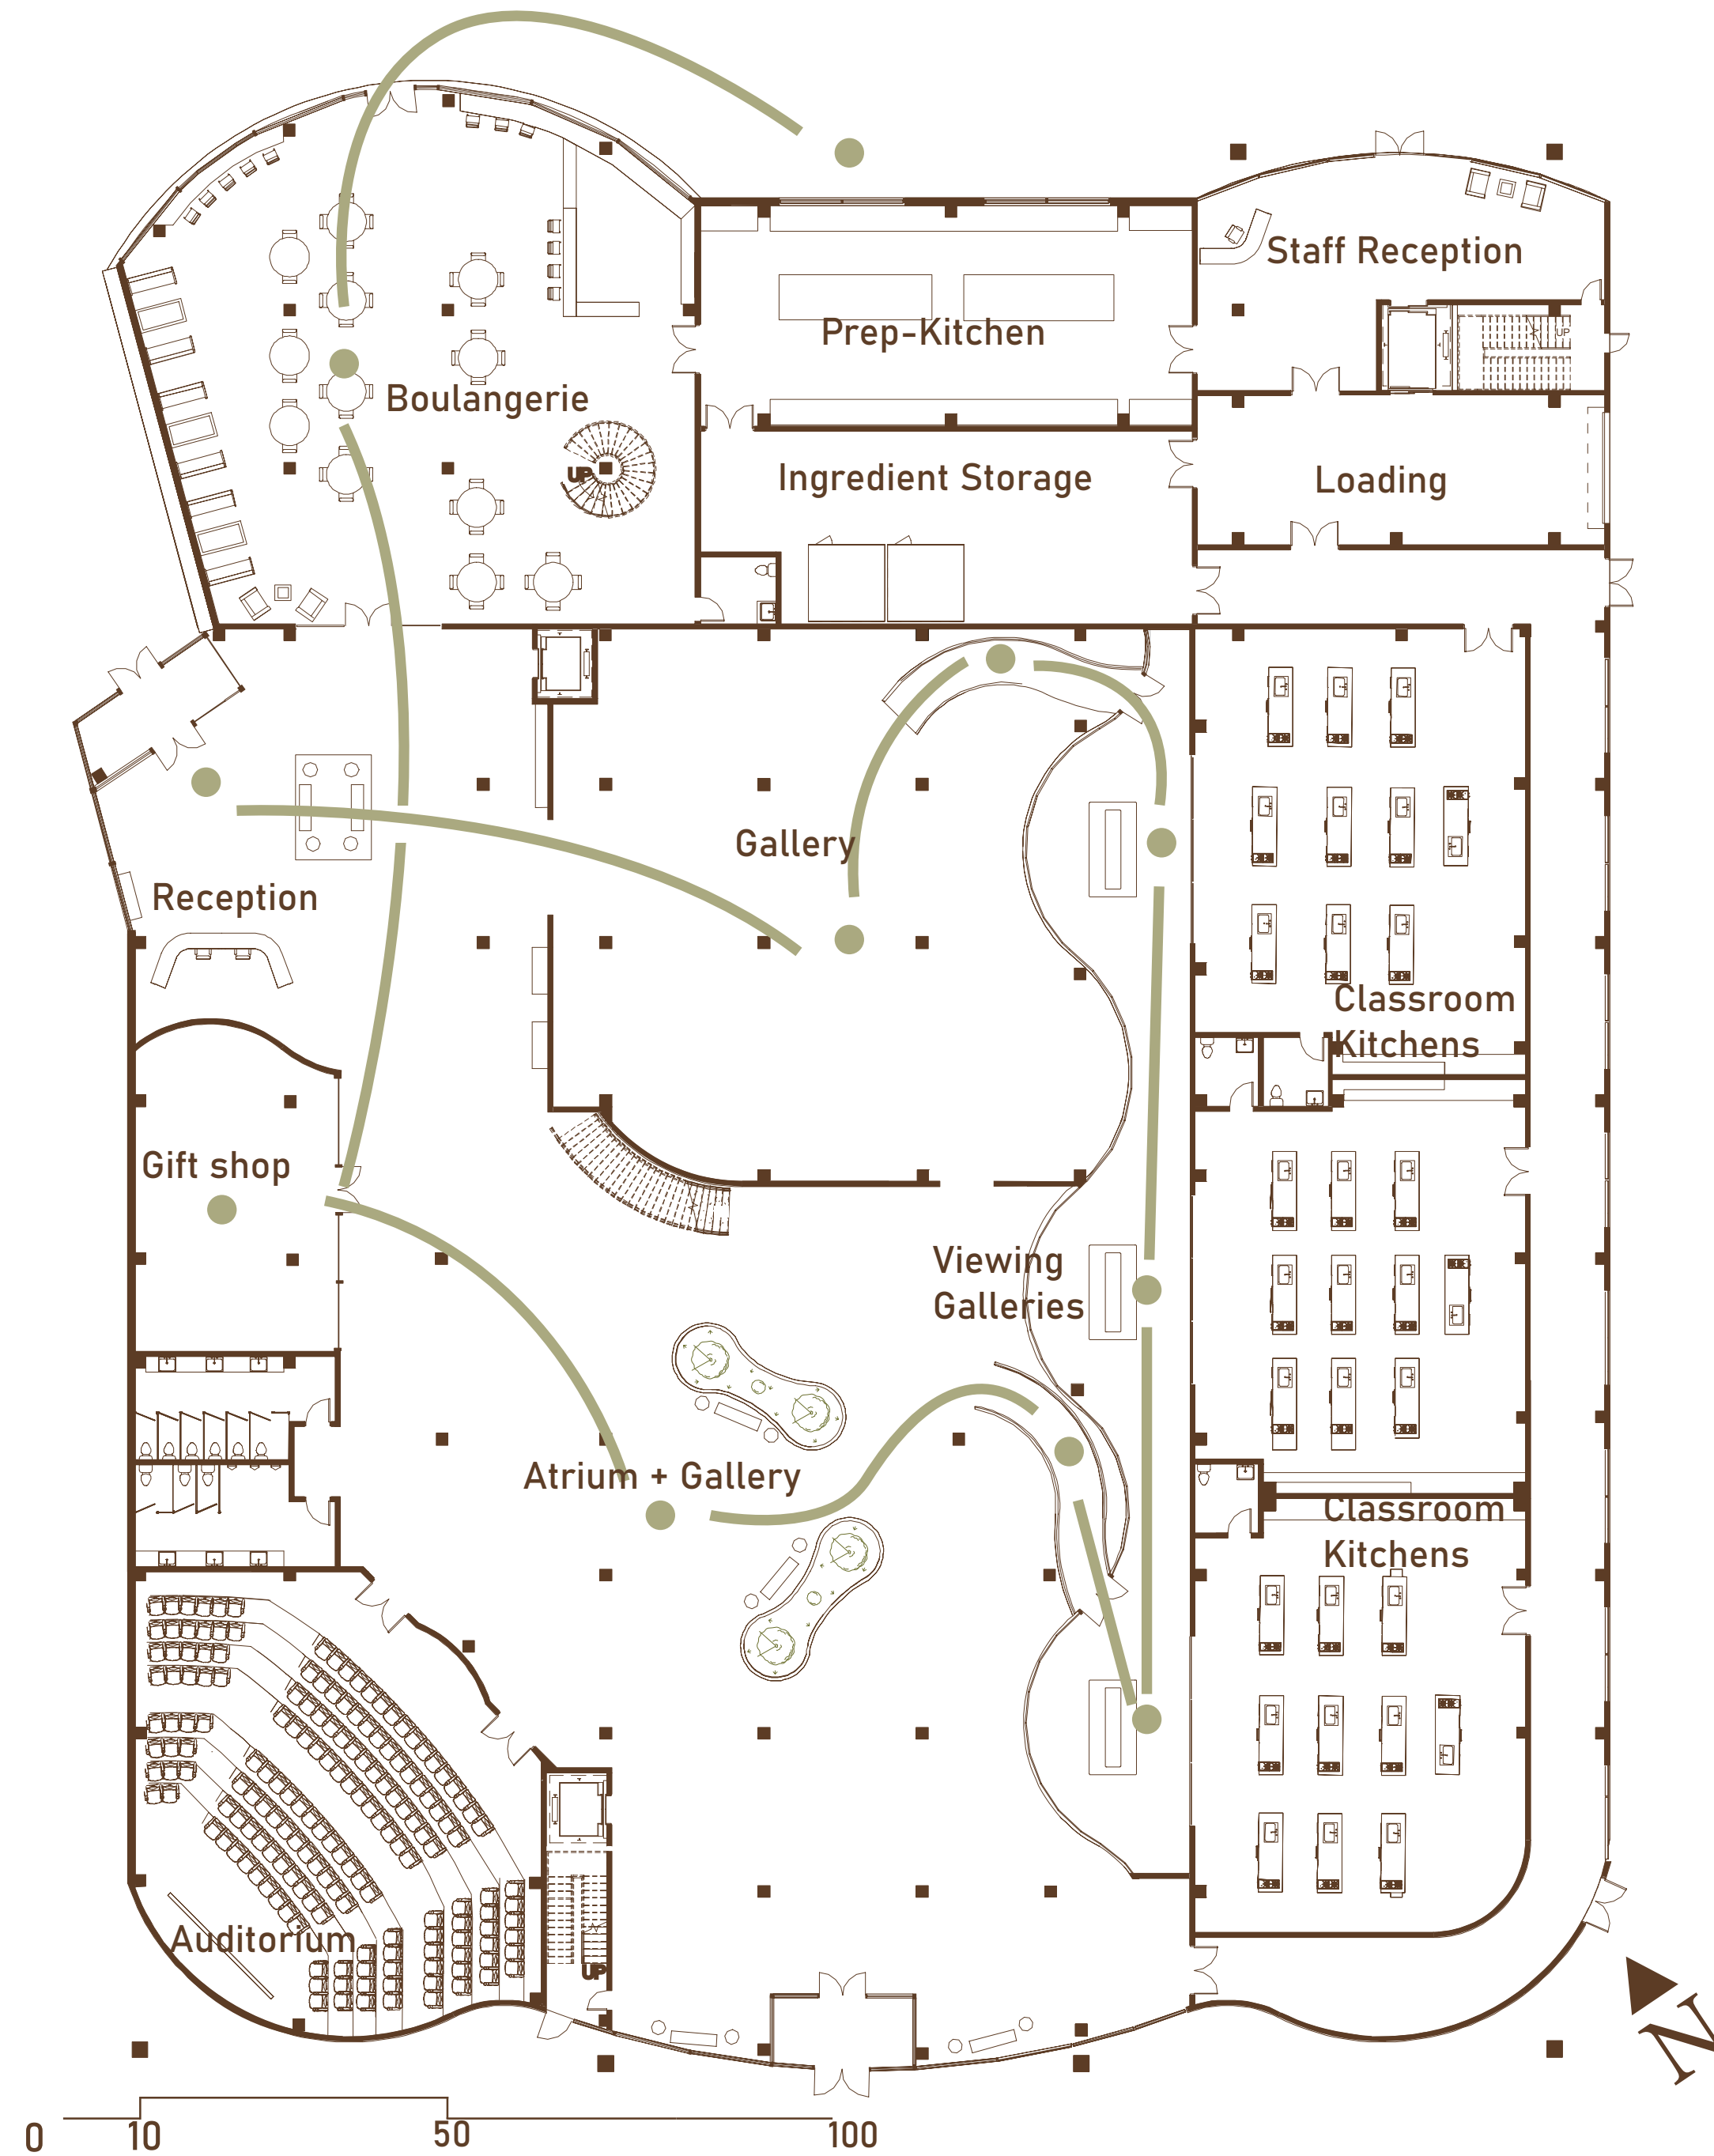 Staff Reception
UP
Prep-Kitchen
Boulangerie
UP
Ingredient Storage
Loading
Gallery
Reception
Classroom
Kitchens
Gift shop
Viewing
Galleries
Atrium + Gallery
Classroom
Kitchens
Auditorium
UP
N
0 10 50 100